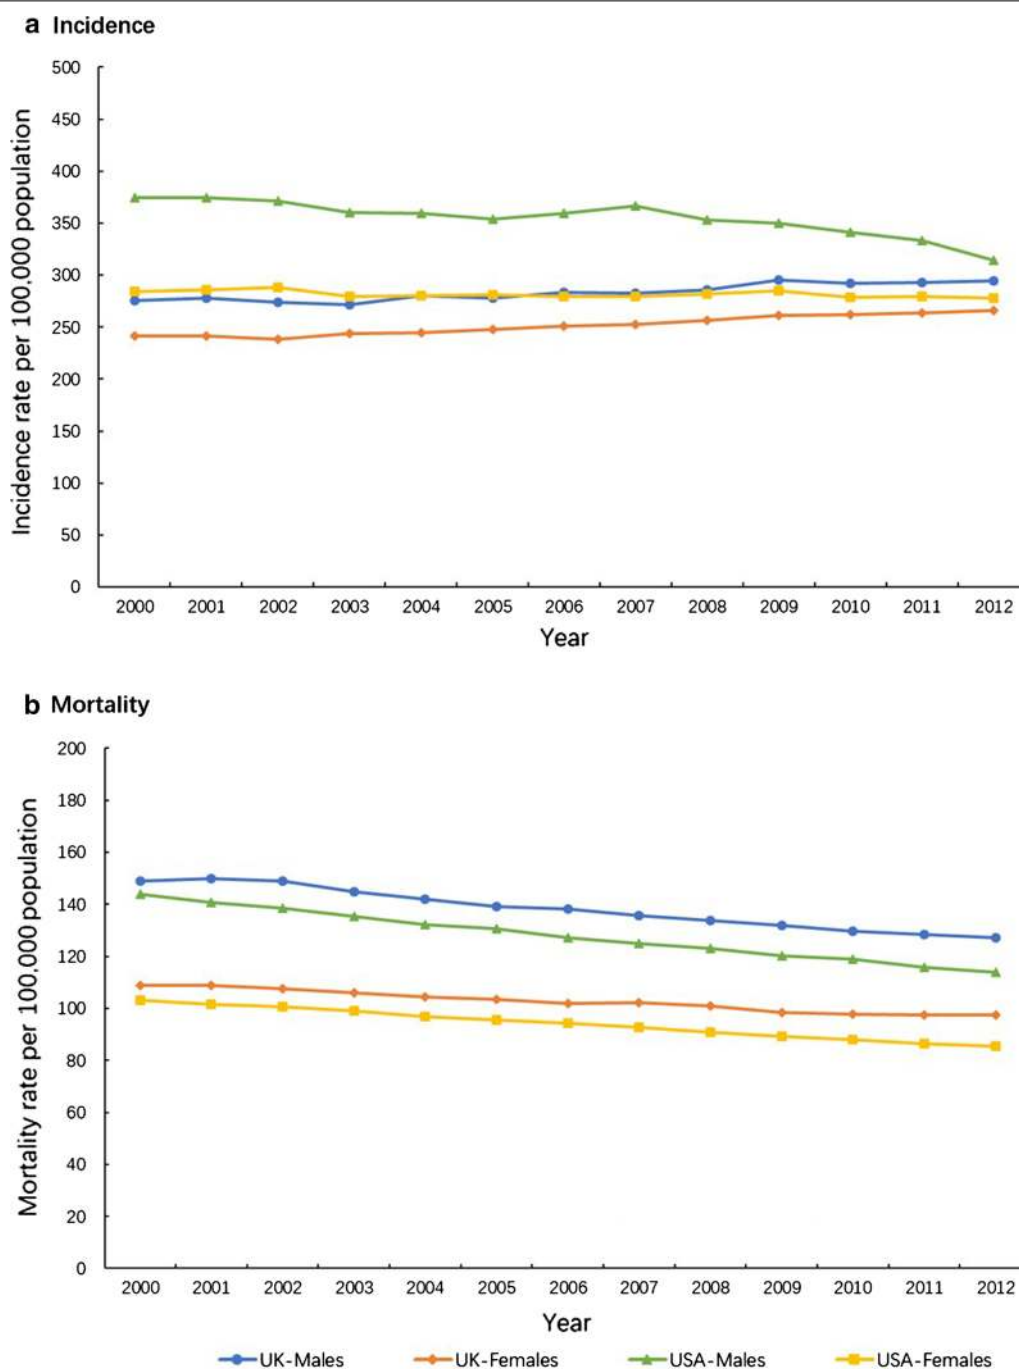 a Incidence
Incidence rate per 100,000 population
500
450
400
350
300
250
200
150
100
50
0
2000 2001 2002 2003 2004 2005 2006 2007 2008 2009 2010 2011 2012
Year
b Mortality
Mortality rate per 100,000 population
200
180
160
140
120
100
80
60
40
20
0
2000 2001 2002 2003 2004 2005 2006 2007 2008 2009 2010 2011 2012
Year
UK-Males UK-Females USA-Males USA-Females